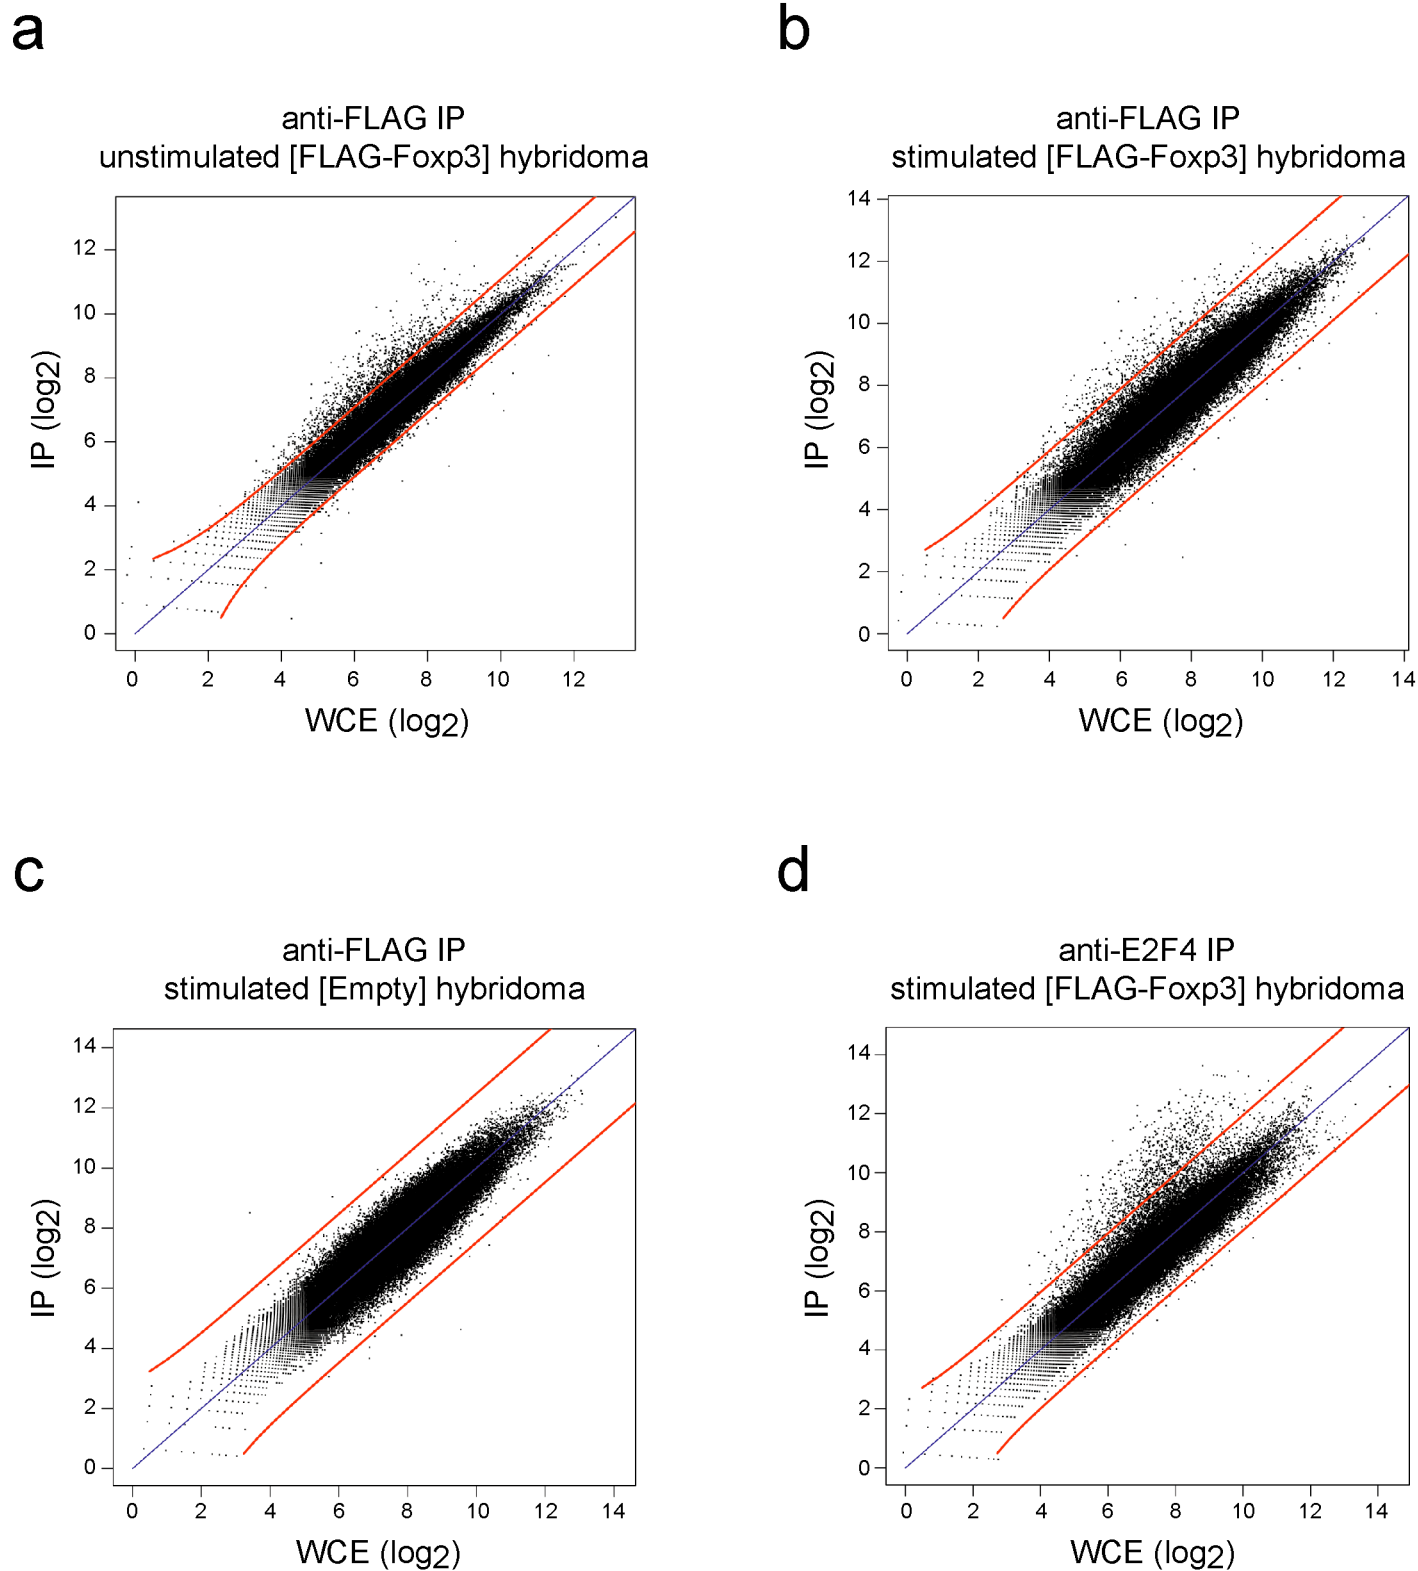 a
anti-FLAG IP
unstimulated [FLAG-Foxp3] hybridoma
12
10
8
6
4
2
0
IP (log2)
0 2 4 6 8 10 12
WCE (log2)
b
anti-FLAG IP
stimulated [FLAG-Foxp3] hybridoma
14
12
10
8
6
4
2
0
IP (log2)
0 2 4 6 8 10 12 14
WCE (log2)
c
anti-FLAG IP
stimulated [Empty] hybridoma
14
12
10
8
6
4
2
0
IP (log2)
0 2 4 6 8 10 12 14
WCE (log2)
d
anti-E2F4 IP
stimulated [FLAG-Foxp3] hybridoma
14
12
10
8
6
4
2
0
IP (log2)
0 2 4 6 8 10 12 14
WCE (log2)